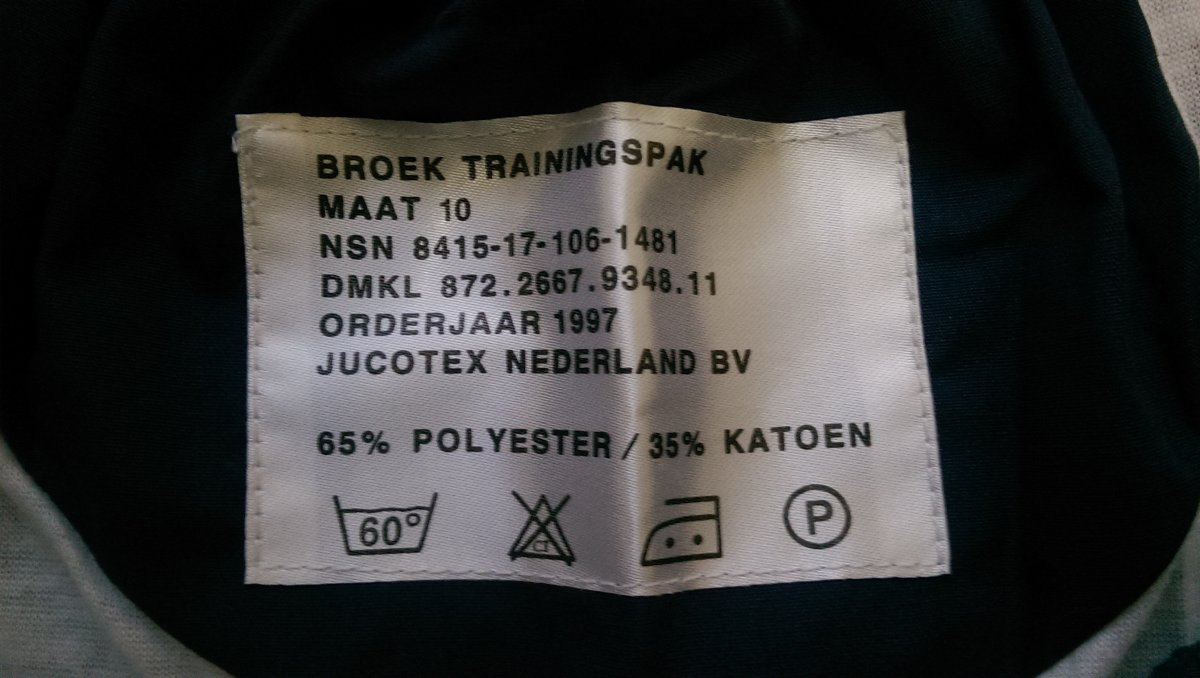 BROEK TRAININGSPAK
MAAT 10
NSN 8415-17-106-1481
DMKL 872.2667.9348.11
ORDERJAAR 1997
JUCOTEX NEDERLAND BV
65% POLYESTER / 35% KATOEN
60° Cl P